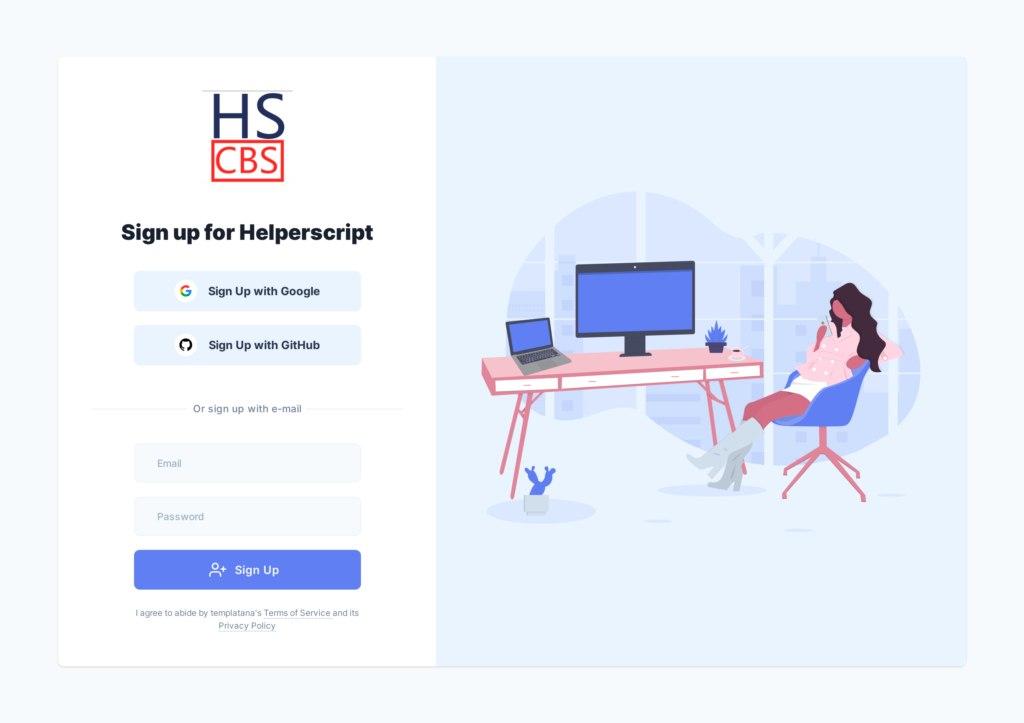 HS
CBS
Sign up for Helperscript
Sign Up with Google
Sign Up with GitHub
Or sign up with e-mail
Email
Password
Sign Up
I agree to abide by templatana's Terms of Service and its
Privacy Policy